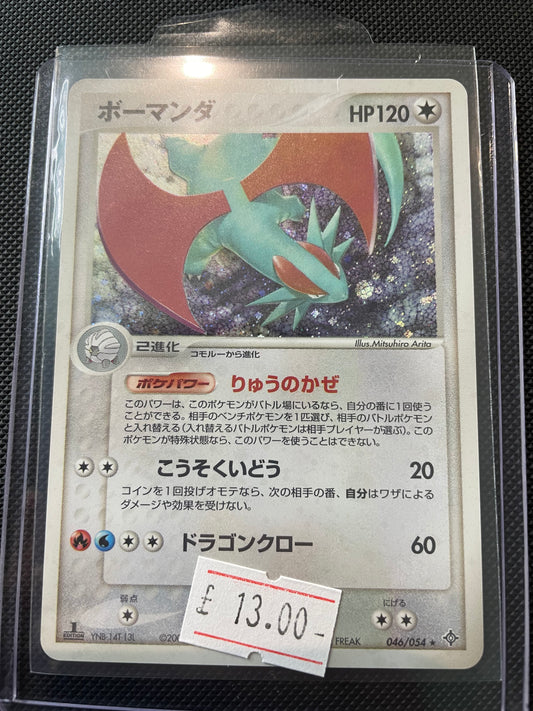 ボーマンダ HP120
Illus.Mitsuhiro Arita
2進化 コモルーから進化
ポケパワー りゅうのかぜ
このパワーは、このポケモンがバトル場にいるなら、自分の番に1回使う
ことができる。相手のベンチポケモンを1匹選び、相手のバトルポケモン
と入れ替える(入れ替えるバトルポケモンは相手プレイヤーが選ぶ)。この
ポケモンが特殊状態なら、このパワーを使うことはできない。
こうそくいどう 20
コインを1回投げオモテなら、次の相手の番、自分はワザによる
ダメージや効果を受けない。
ドラゴンクロー 60
弱点
にげる
£ 13.00-
1 EDITION YNB·14T·13L ©20 FREAK 046/054 ★